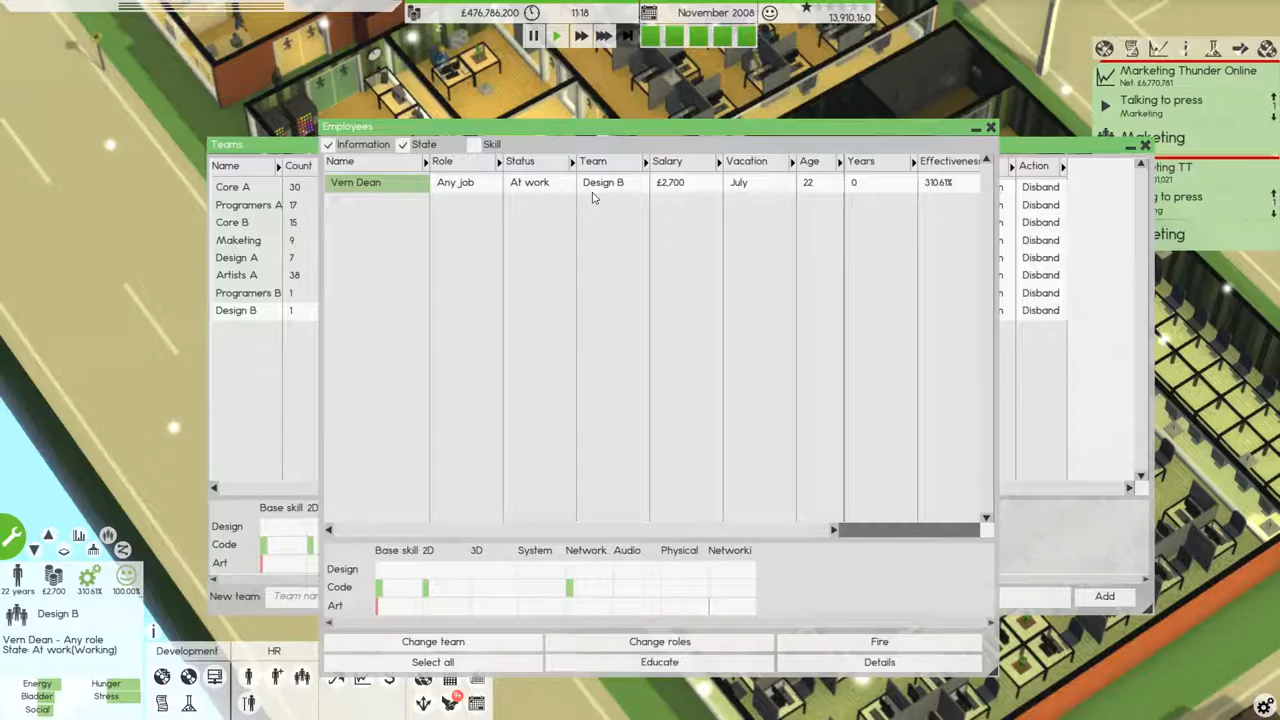 £476,786,200 11:18 November 2008 13,910,160
Marketing Thunder Online
Net: £6,770,781
Talking to press
Marketing
Maketing
Employees
Teams
Information State Skill
Name Count
Name Role Status Team Salary Vacation Age Years Effectiveness
Action
Vern Dean Any job At work Design B £2,700 July 22 0 310.61%
Core A 30 Disband
Programers A 17 Disband
Core B 15 Disband
Maketing 9 Disband
Design A 7 Disband
Artists A 38 Disband
Programers B 1 Disband
Design B 1 Disband
Base skill 2D
Design
Code
Art
Base skill 2D 3D System Network Audio Physical Networki
Design
Code
Art
New team Team nam
Add
Change team Change roles Fire
Select all Educate Details
22 years £2,700 310.61% 100.00%
Design B
Vern Dean - Any role
State: At work(Working)
Energy Hunger
Bladder Stress
Social
Development HR